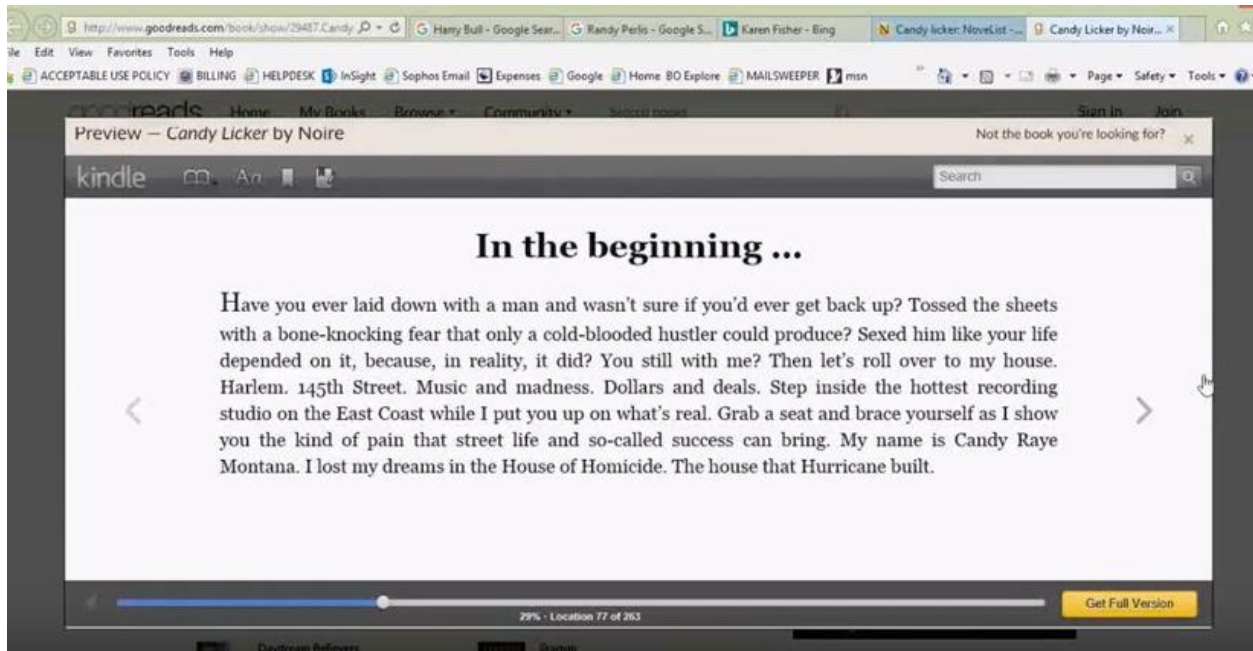 http://www.goodreads.com/book/show/29487.Candy
Harry Bull - Google Sear...
Randy Perlis - Google S...
Karen Fisher - Bing
Candy licker: NoveList -...
Candy Licker by Noir...
Edit View Favorites Tools Help
ACCEPTABLE USE POLICY BILLING HELPDESK InSight Sophos Email Expenses Google Home BO Explore MAILSWEEPER msn
Page Safety Tools
goodreads Home My Books Browse Community Search books Sign in Join
Preview — Candy Licker by Noire
Not the book you're looking for?
kindle
Aa
Search
In the beginning ...
Have you ever laid down with a man and wasn't sure if you'd ever get back up? Tossed the sheets
with a bone-knocking fear that only a cold-blooded hustler could produce? Sexed him like your life
depended on it, because, in reality, it did? You still with me? Then let's roll over to my house.
Harlem. 145th Street. Music and madness. Dollars and deals. Step inside the hottest recording
studio on the East Coast while I put you up on what's real. Grab a seat and brace yourself as I show
you the kind of pain that street life and so-called success can bring. My name is Candy Raye
Montana. I lost my dreams in the House of Homicide. The house that Hurricane built.
29% - Location 77 of 263
Get Full Version
Daydream Believers